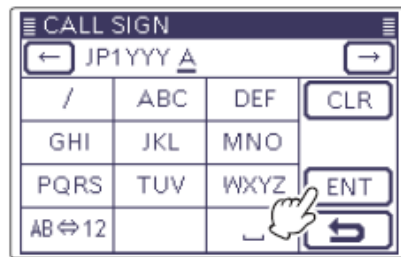 CALL SIGN
← JP1YYY A →
/ ABC DEF CLR
GHI JKL MNO
PQRS TUV WXYZ ENT
AB⇔12 ␣